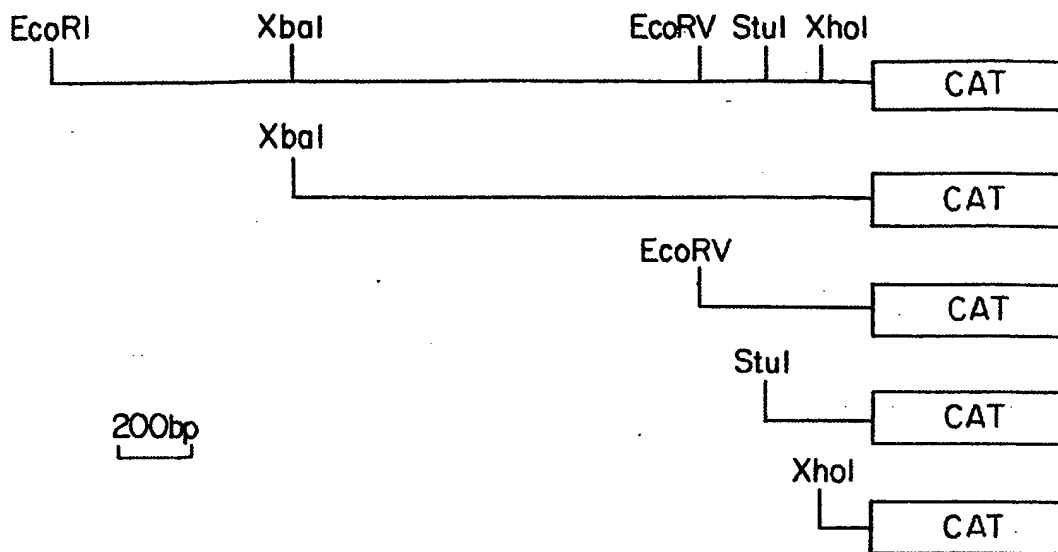 EcoRI XbaI EcoRV StuI XhoI
CAT
XbaI
CAT
EcoRV
CAT
StuI
CAT
200bp
XhoI
CAT